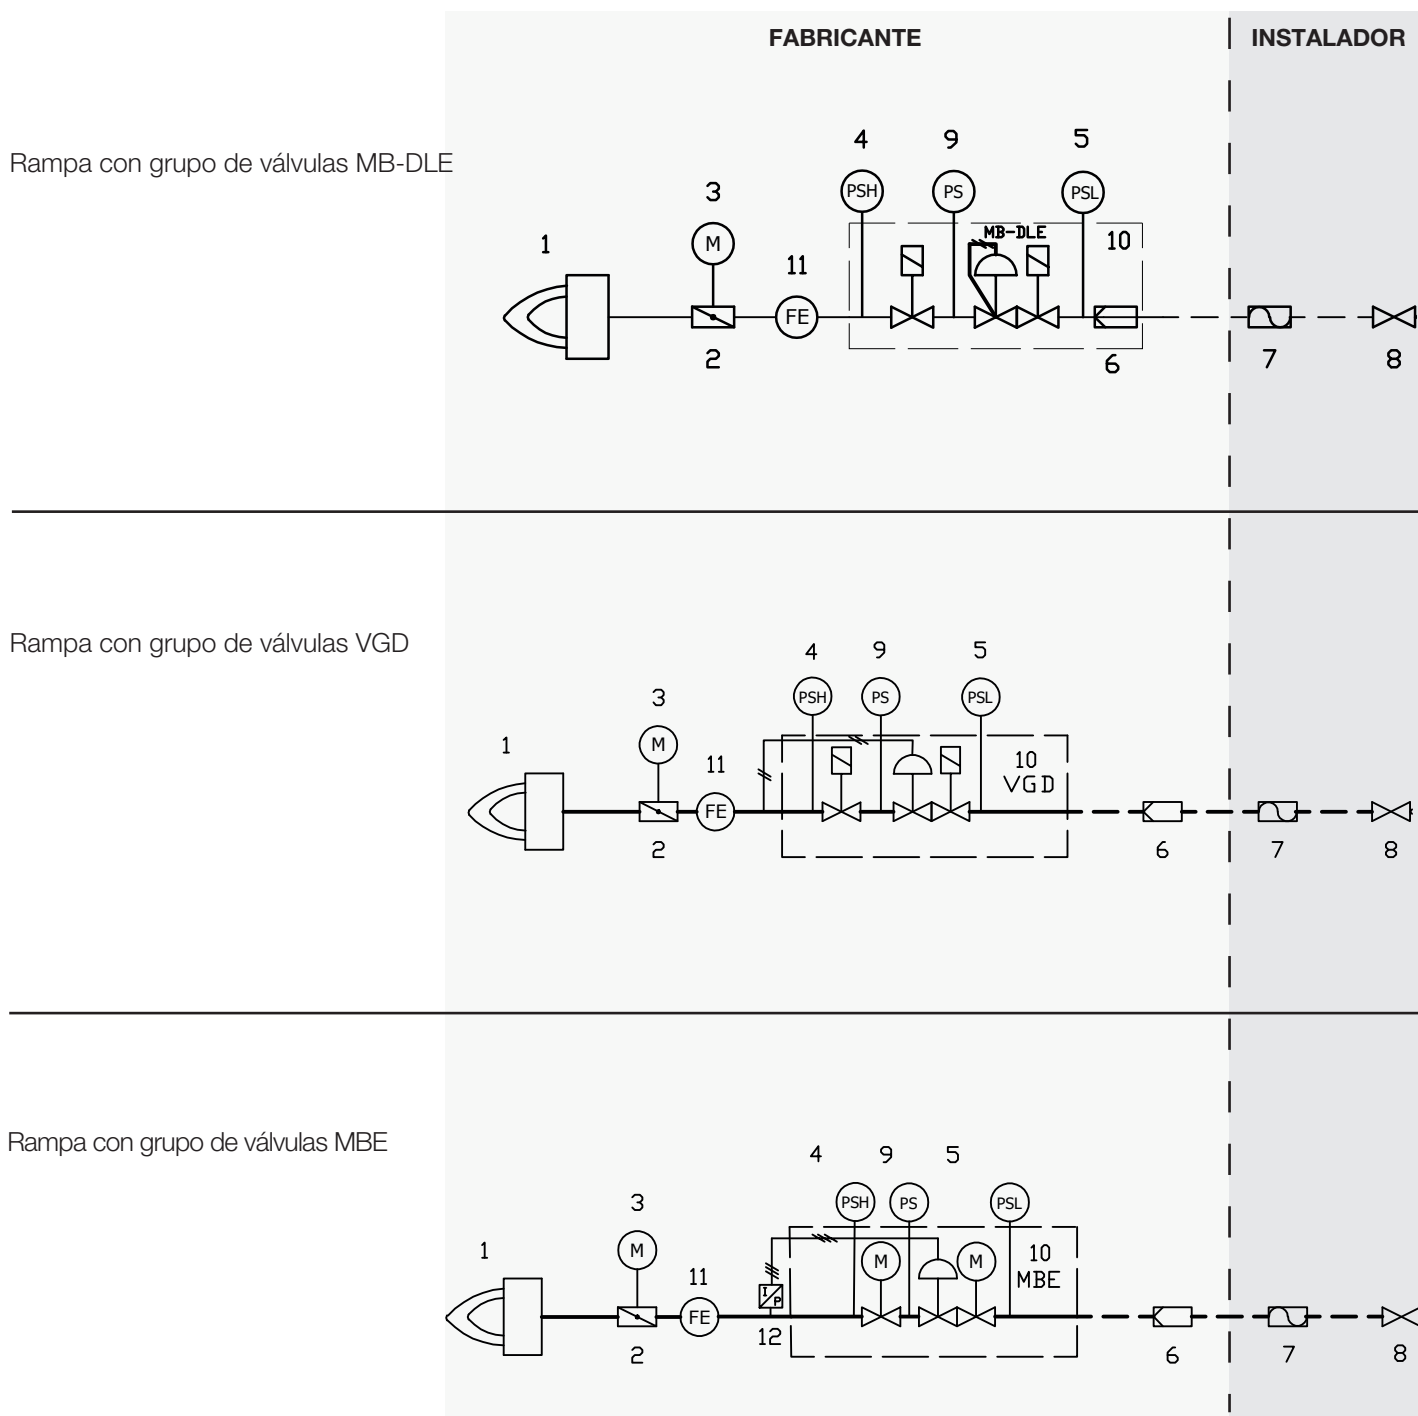 FABRICANTE
INSTALADOR
Rampa con grupo de válvulas MB-DLE
4 9 5
PSH PS PSL
3
M
MB-DLE
10
1
11
FE
2
6
7
8
Rampa con grupo de válvulas VGD
4 9 5
PSH PS PSL
3
M
1
11
10
VGD
FE
2
6
7
8
Rampa con grupo de válvulas MBE
4 9 5
PSH PS PSL
3
M
M
M
1
10
MBE
11
I/P
FE
12
2
6
7
8